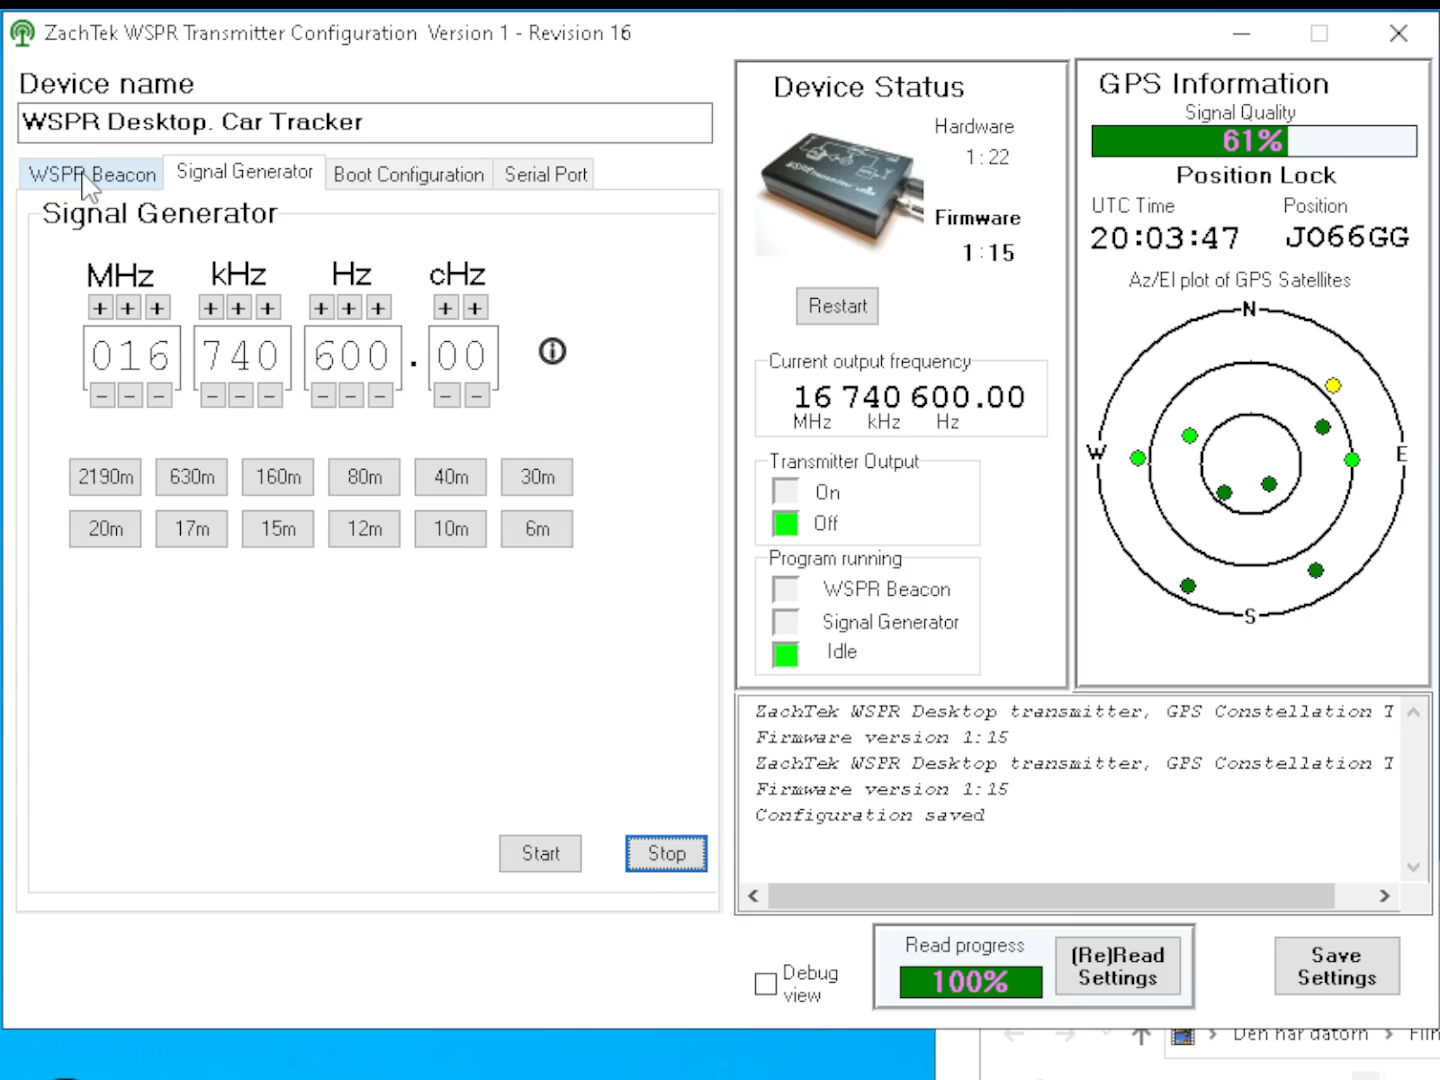 ZachTek WSPR Transmitter Configuration Version 1 - Revision 16
Device name
WSPR Desktop. Car Tracker
WSPR Beacon Signal Generator Boot Configuration Serial Port
Signal Generator
MHz kHz Hz cHz
+ + + + + + + + + + +
016 740 600 . 00
- - - - - - - - - - -
2190m 630m 160m 80m 40m 30m
20m 17m 15m 12m 10m 6m
Start Stop
Device Status
Hardware
1:22
Firmware
1:15
Restart
Current output frequency
16 740 600.00
MHz kHz Hz
Transmitter Output
On
Off
Program running
WSPR Beacon
Signal Generator
Idle
GPS Information
Signal Quality
61%
Position Lock
UTC Time Position
20:03:47 JO66GG
Az/El plot of GPS Satellites
N
W E
S
ZachTek WSPR Desktop transmitter, GPS Constellation T
Firmware version 1:15
ZachTek WSPR Desktop transmitter, GPS Constellation T
Firmware version 1:15
Configuration saved
Debug
view
Read progress
100%
(Re)Read
Settings
Save
Settings
Den här datorn